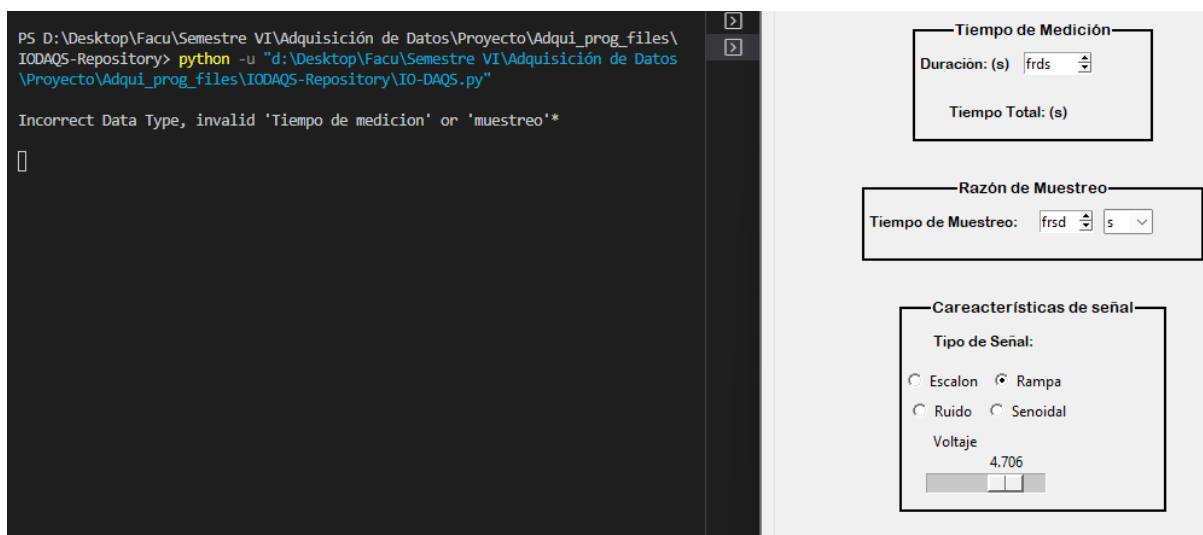 PS D:\Desktop\Facu\Semestre VI\Adquisición de Datos\Proyecto\Adqui_prog_files\
IODAQS-Repository> python -u "d:\Desktop\Facu\Semestre VI\Adquisición de Datos
\Proyecto\Adqui_prog_files\IODAQS-Repository\IO-DAQS.py"
Incorrect Data Type, invalid 'Tiempo de medicion' or 'muestreo'*
Tiempo de Medición
Duración: (s) frds
Tiempo Total: (s)
Razón de Muestreo
Tiempo de Muestreo: frsd s
Careacterísticas de señal
Tipo de Señal:
Escalon Rampa
Ruido Senoidal
Voltaje
4.706